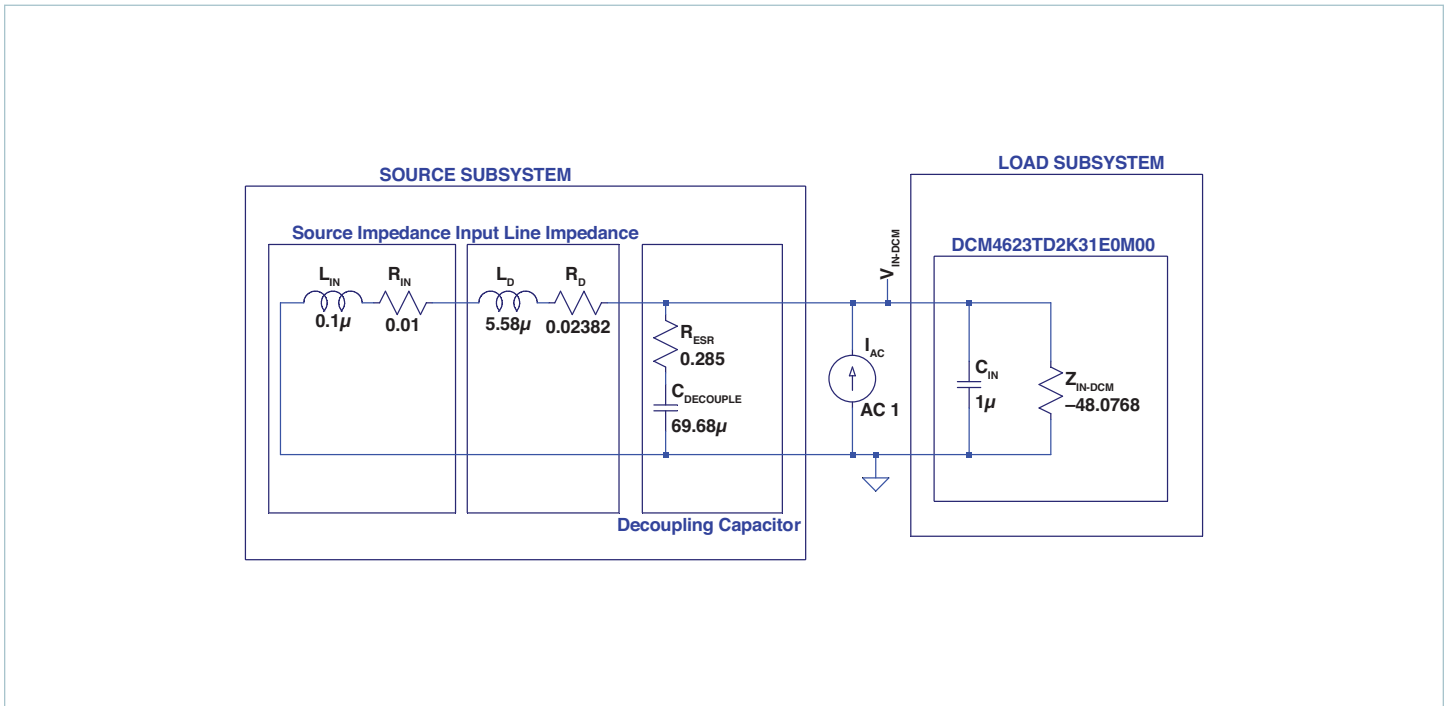 SOURCE SUBSYSTEM
LOAD SUBSYSTEM
Source Impedance Input Line Impedance
DCM4623TD2K31E0M00
L_IN
0.1µ
R_IN
0.01
L_D
5.58µ
R_D
0.02382
R_ESR
0.285
C_DECOUPLE
69.68µ
Decoupling Capacitor
I_AC
AC 1
V_IN-DCM
C_IN
1µ
Z_IN-DCM
–48.0768